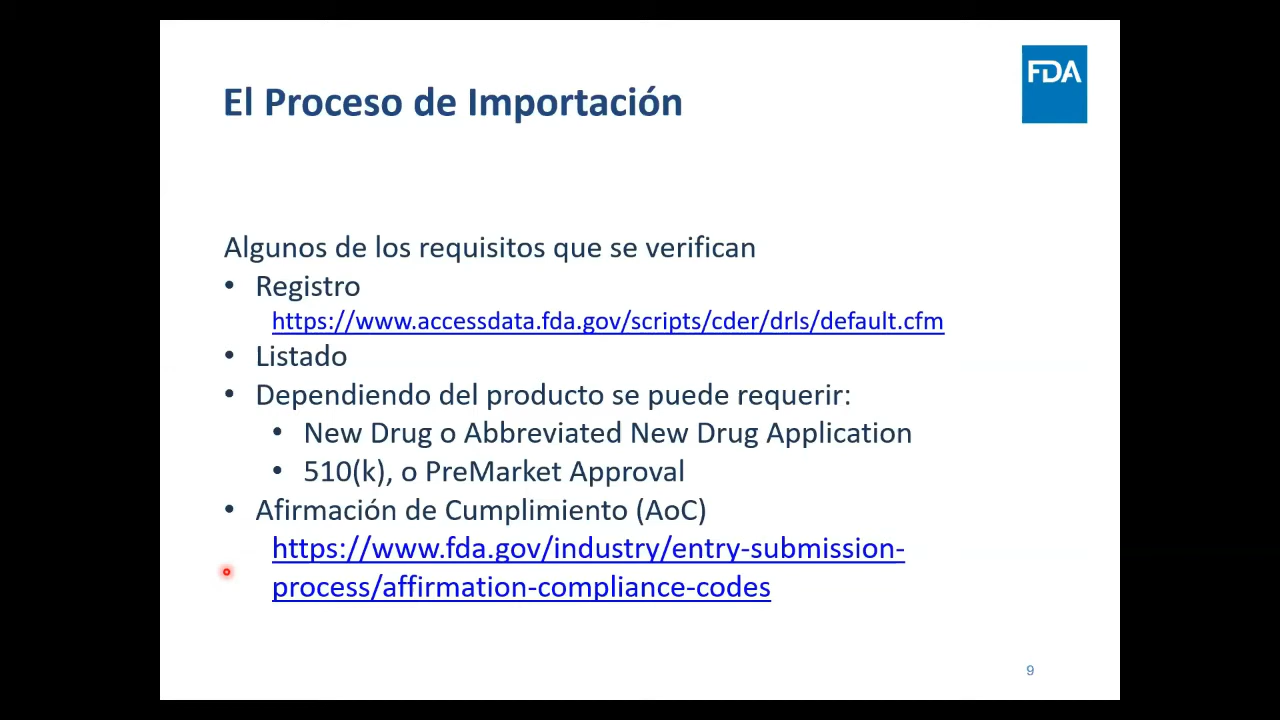 FDA
El Proceso de Importación
Algunos de los requisitos que se verifican
• Registro
https://www.accessdata.fda.gov/scripts/cder/drls/default.cfm
• Listado
• Dependiendo del producto se puede requerir:
• New Drug o Abbreviated New Drug Application
• 510(k), o PreMarket Approval
• Afirmación de Cumplimiento (AoC)
https://www.fda.gov/industry/entry-submission-
process/affirmation-compliance-codes
9